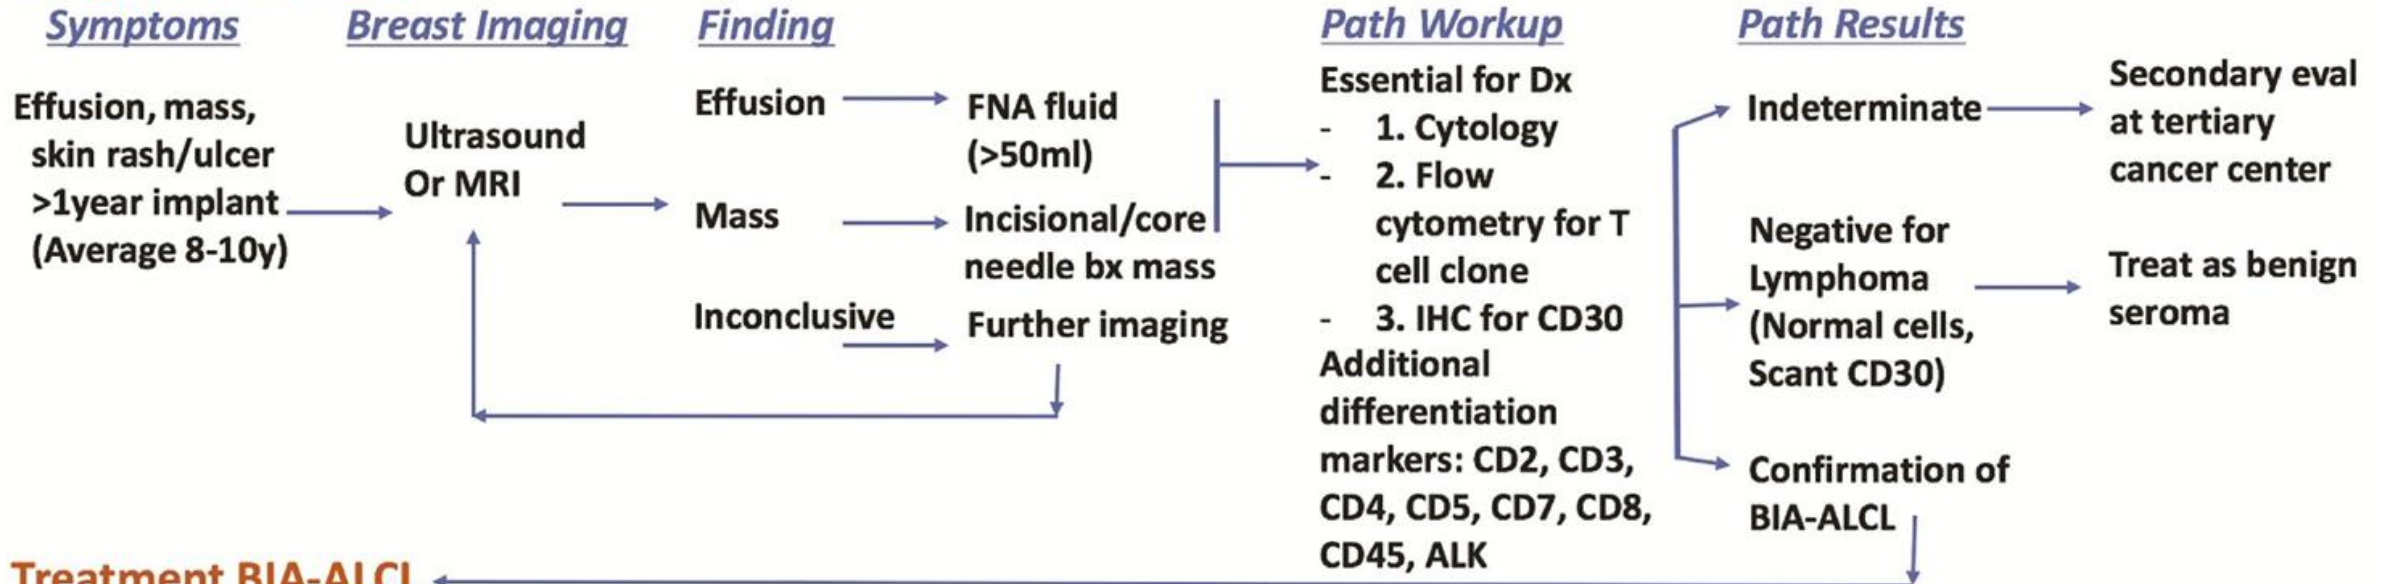 Symptoms
Effusion, mass,
skin rash/ulcer
>1year implant
(Average 8-10y)
Breast Imaging
Ultrasound
Or MRI
Finding
Effusion
FNA fluid
(>50ml)
Mass
Incisional/core
needle bx mass
Inconclusive
Further imaging
Path Workup
Essential for Dx
- 1. Cytology
- 2. Flow
cytometry for T
cell clone
- 3. IHC for CD30
Additional
differentiation
markers: CD2, CD3,
CD4, CD5, CD7, CD8,
CD45, ALK
Path Results
Indeterminate
Secondary eval
at tertiary
cancer center
Negative for
Lymphoma
(Normal cells,
Scant CD30)
Treat as benign
seroma
Confirmation of
BIA-ALCL
Treatment BIA-ALCL